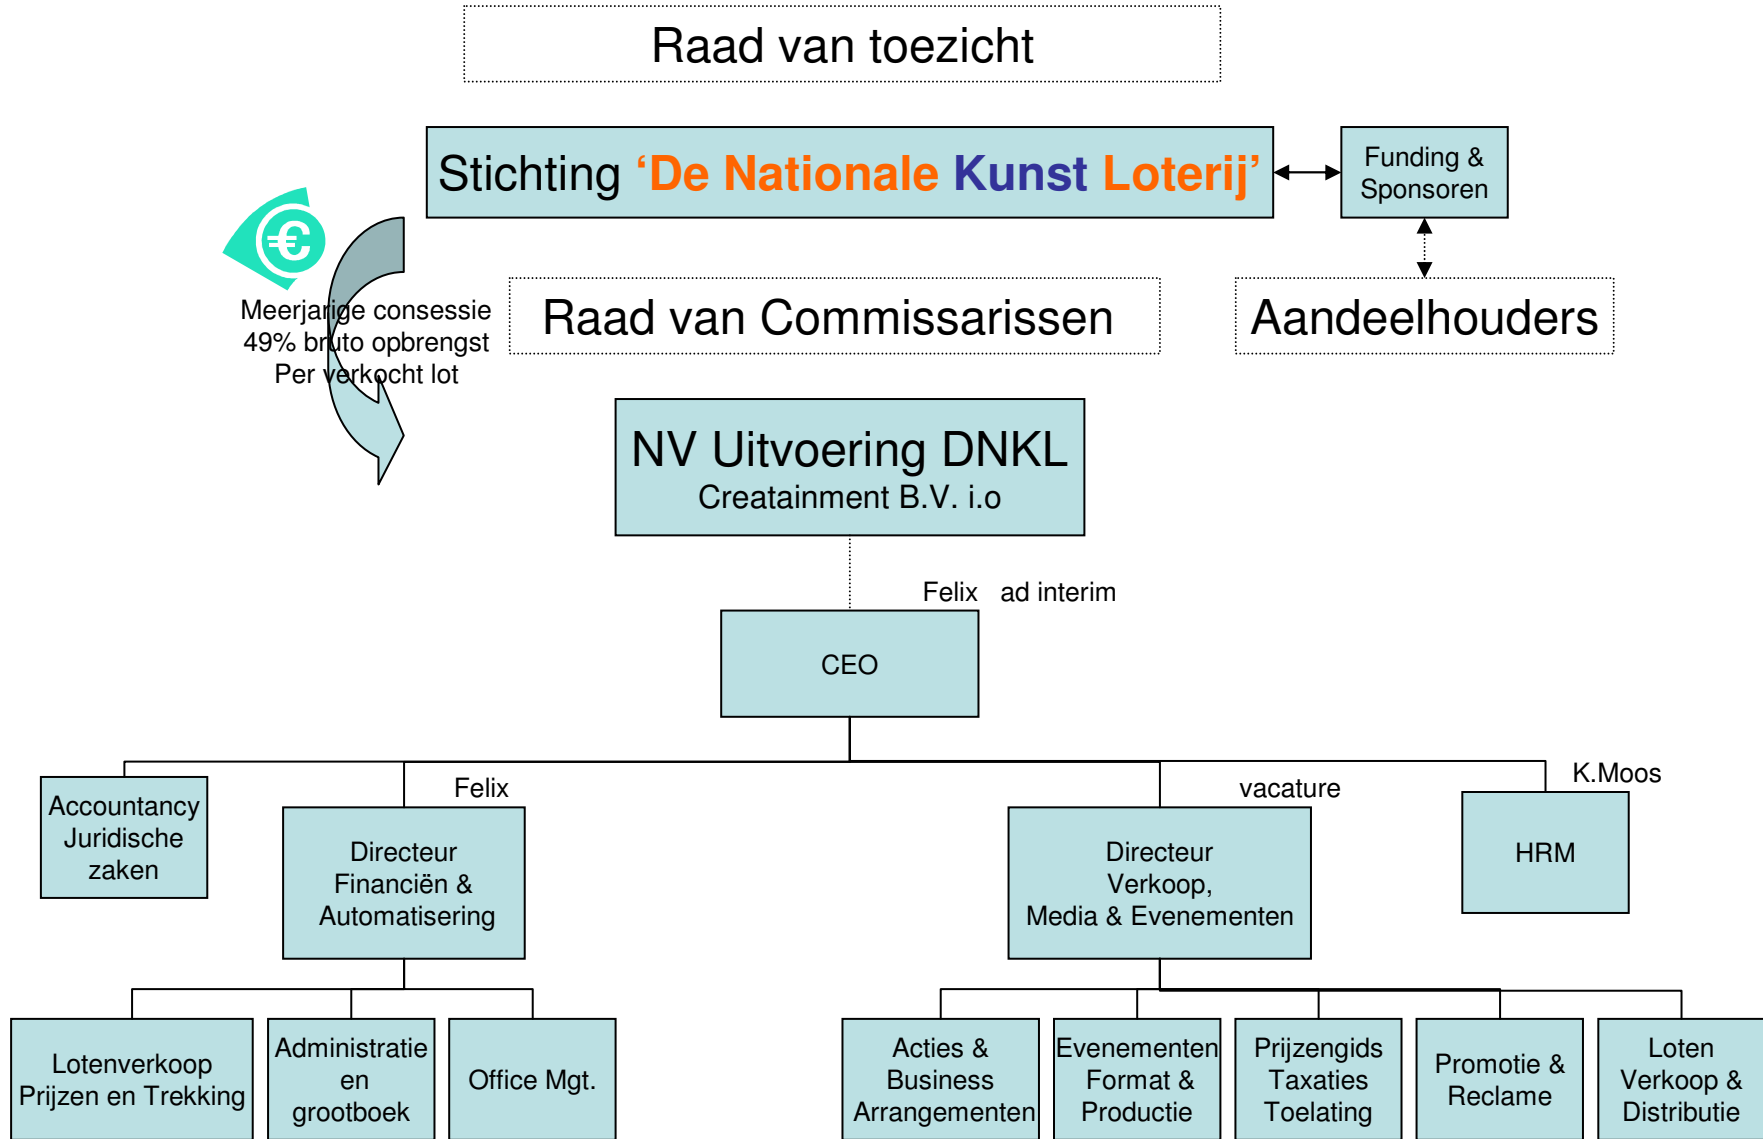 Raad van toezicht
Stichting ‘De Nationale Kunst Loterij’
Funding &
Sponsoren
€
Meerjarige consessie
49% bruto opbrengst
Per verkocht lot
Raad van Commissarissen
Aandeelhouders
NV Uitvoering DNKL
Creatainment B.V. i.o
Felix ad interim
CEO
Accountancy
Juridische
zaken
Felix
Directeur
Financiën &
Automatisering
vacature
Directeur
Verkoop,
Media & Evenementen
K.Moos
HRM
Lotenverkoop
Prijzen en Trekking
Administratie
en
grootboek
Office Mgt.
Acties &
Business
Arrangementen
Evenementen
Format &
Productie
Prijzengids
Taxaties
Toelating
Promotie &
Reclame
Loten
Verkoop &
Distributie